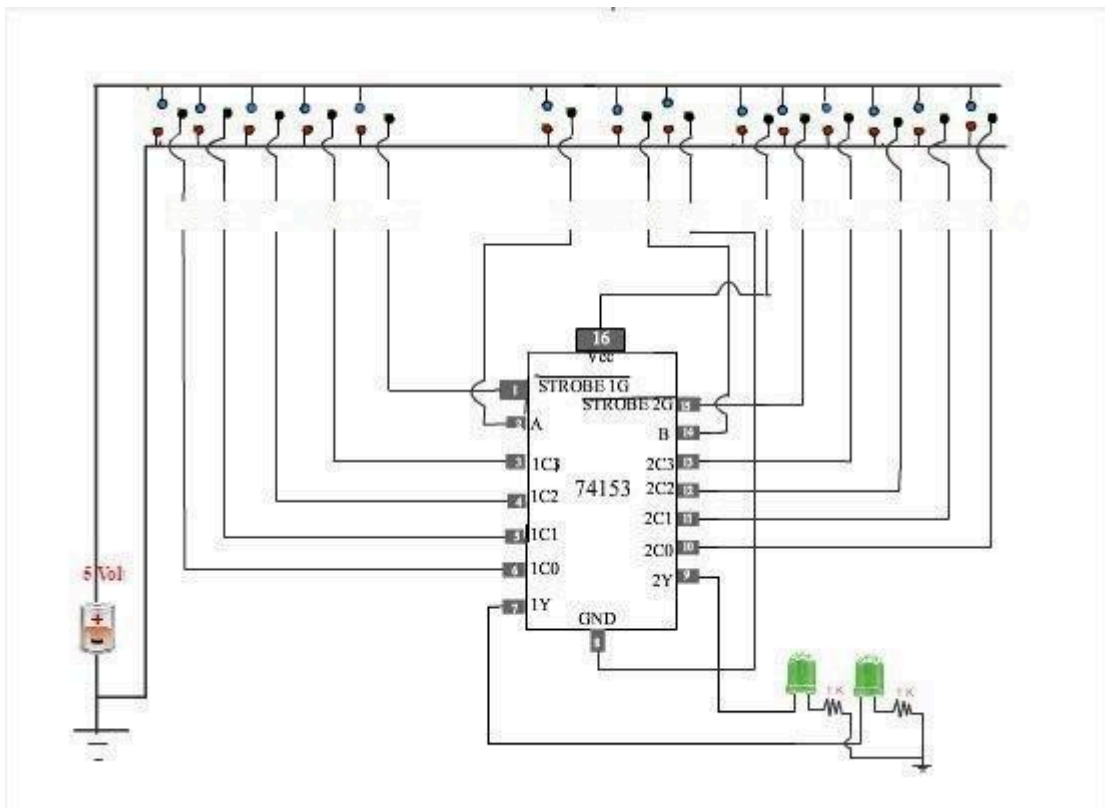 16
Vcc
1 STROBE 1G
STROBE 2G 15
2 A
B 14
3 1C3
2C3 13
74153
4 1C2
2C2 12
2C1 11
5 1C1
2C0 10
6 1C0
2Y 9
7 1Y
GND
8
5 Vol
+
-
1 K
1 K